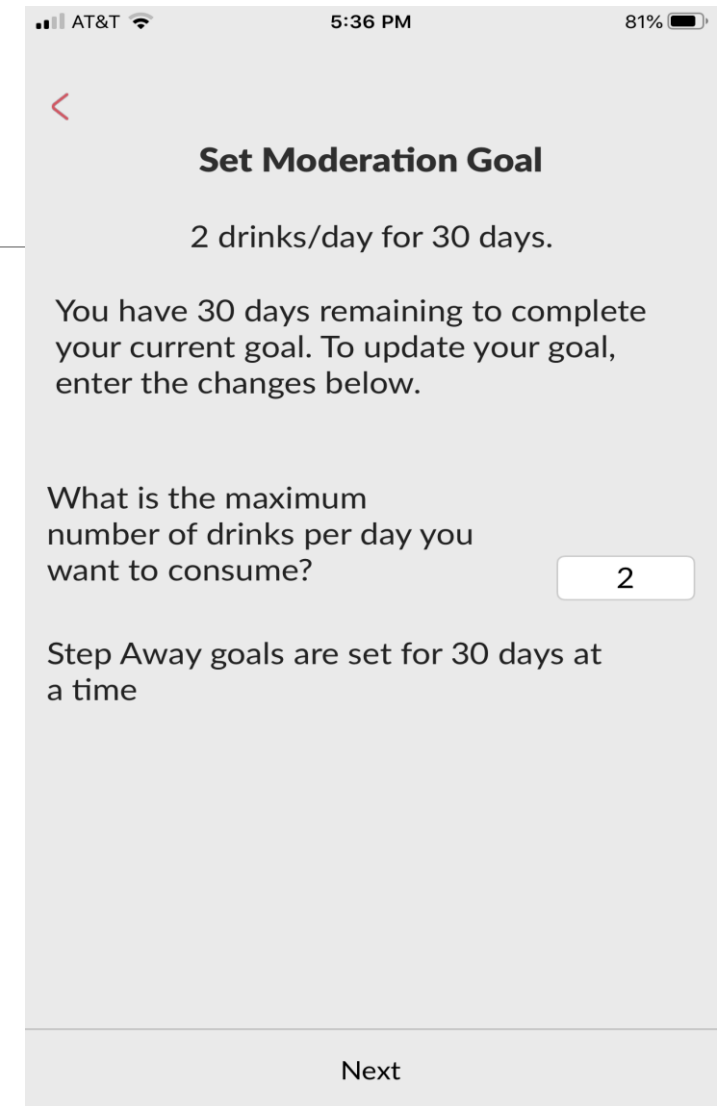 AT&T 5:36 PM 81%
Set Moderation Goal
2 drinks/day for 30 days.
You have 30 days remaining to complete
your current goal. To update your goal,
enter the changes below.
What is the maximum
number of drinks per day you
want to consume?
2
Step Away goals are set for 30 days at
a time
Next